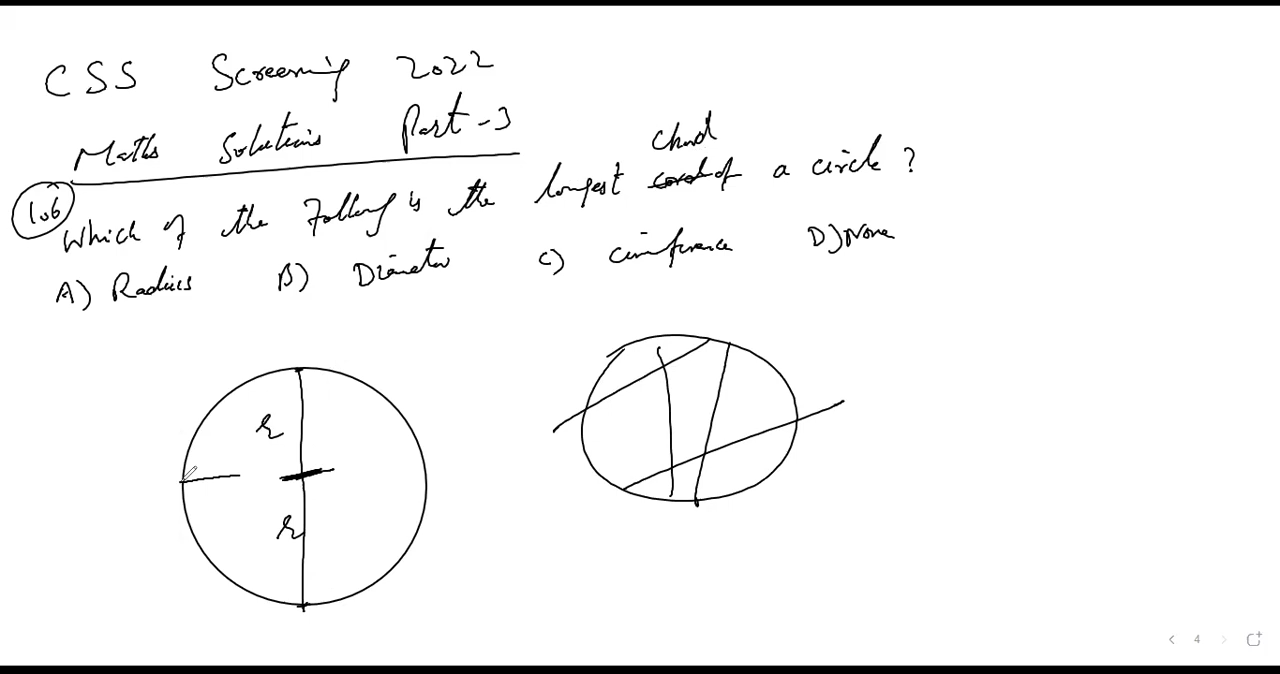 CSS Screening 2022
Maths Solutions Part-3
chord
106 Which of the Following is the longest cord of a circle?
A) Radius B) Diameter C) circumference D) None
r
r
4